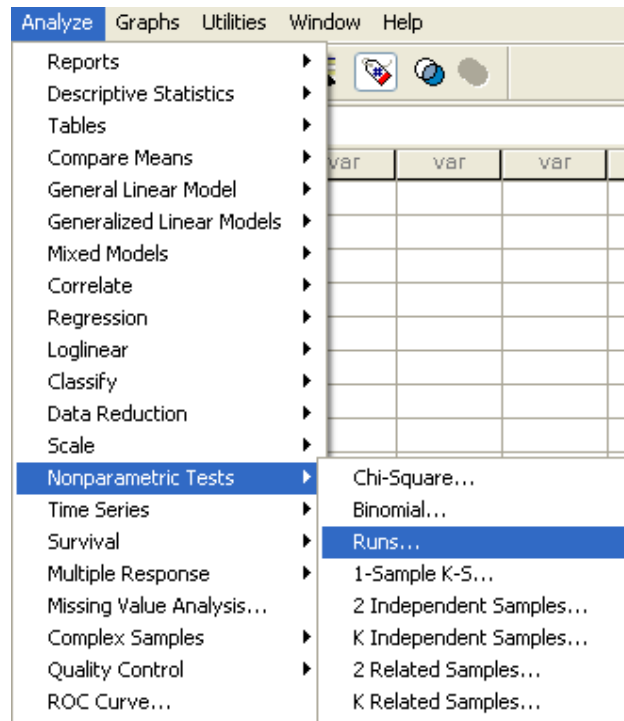 Analyze Graphs Utilities Window Help
Reports
Descriptive Statistics
Tables
Compare Means
var var var
General Linear Model
Generalized Linear Models
Mixed Models
Correlate
Regression
Loglinear
Classify
Data Reduction
Scale
Nonparametric Tests
Time Series
Survival
Multiple Response
Missing Value Analysis...
Complex Samples
Quality Control
ROC Curve...
Chi-Square...
Binomial...
Runs...
1-Sample K-S...
2 Independent Samples...
K Independent Samples...
2 Related Samples...
K Related Samples...